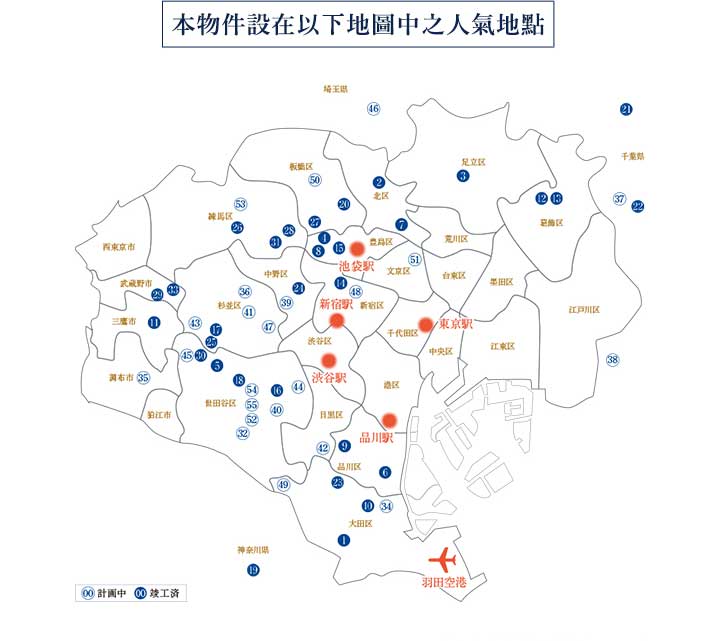 本物件設在以下地圖中之人氣地點
埼玉県
46
21
千葉県
足立区
板橋区
50
2
3
北区
37
22
12 13
53
20
練馬区
27
7
葛飾区
26
28
1
豊島区
荒川区
西東京市
31
8
15
51
池袋駅
文京区
台東区
中野区
墨田区
武蔵野市
29
33
36
24
14
48
杉並区
39
新宿駅
新宿区
江戸川区
三鷹市
11
43
41
17
47
千代田区
東京駅
25
渋谷区
中央区
江東区
45
30
5
38
調布市
35
18
54
16
44
渋谷駅
港区
狛江市
世田谷区
55
40
目黒区
52
32
品川駅
42
9
品川区
6
49
23
10
34
大田区
1
神奈川県
19
羽田空港
00 計画中 00 竣工済